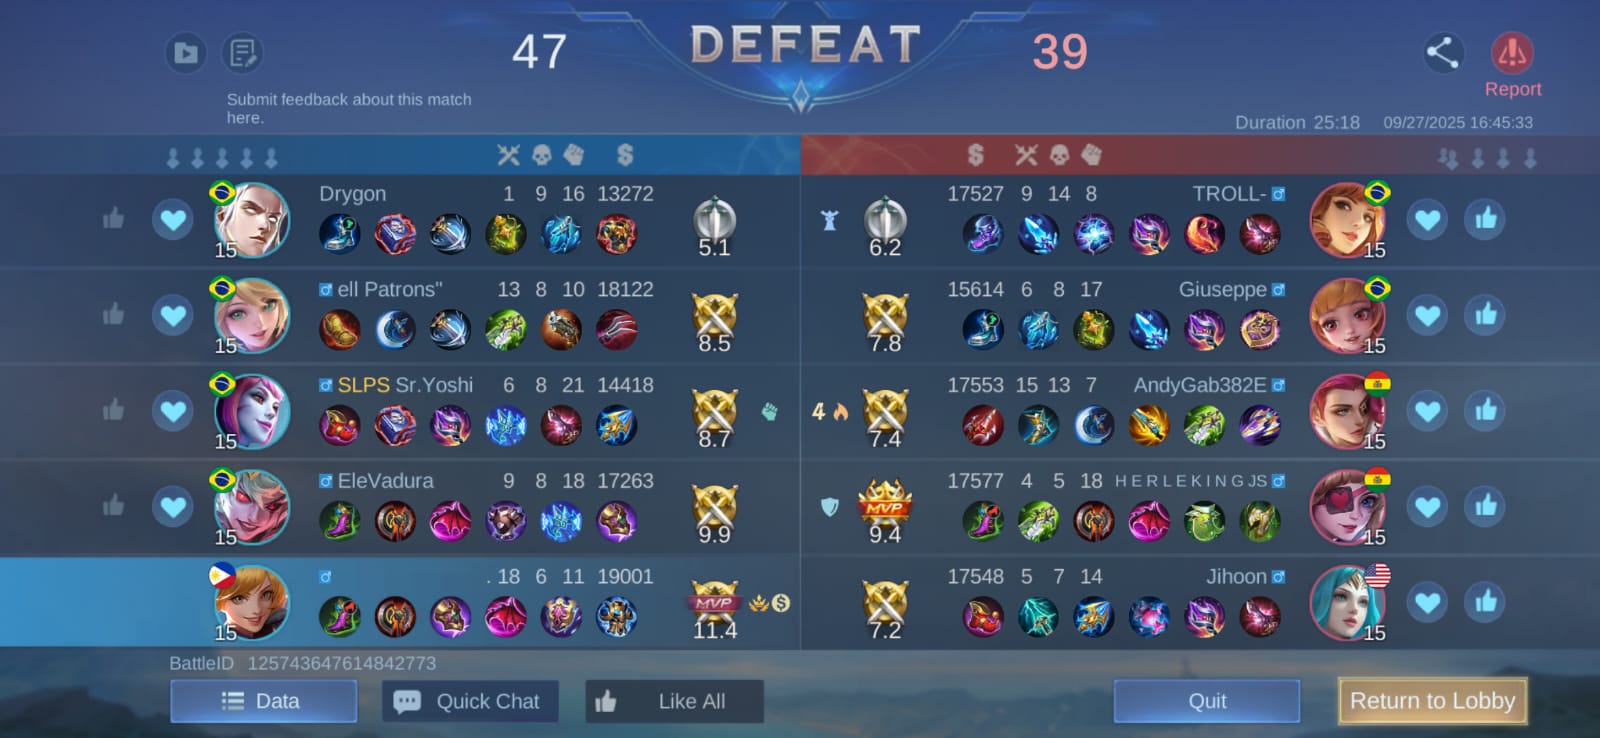 47 DEFEAT 39
Report
Submit feedback about this match
here.
Duration 25:18 09/27/2025 16:45:33
$ $
Drygon 1 9 16 13272
15 5.1
17527 9 14 8 TROLL-
6.2 15
ell Patrons" 13 8 10 18122
15 8.5
15614 6 8 17 Giuseppe
7.8 15
SLPS Sr.Yoshi 6 8 21 14418
15 8.7
17553 15 13 7 AndyGab382E
4 7.4 15
EleVadura 9 8 18 17263
15 9.9
17577 4 5 18 HERLEKINGJS
MVP
9.4 15
. 18 6 11 19001
MVP $
15 11.4
17548 5 7 14 Jihoon
7.2 15
BattleID 125743647614842773
Data Quick Chat Like All Quit Return to Lobby